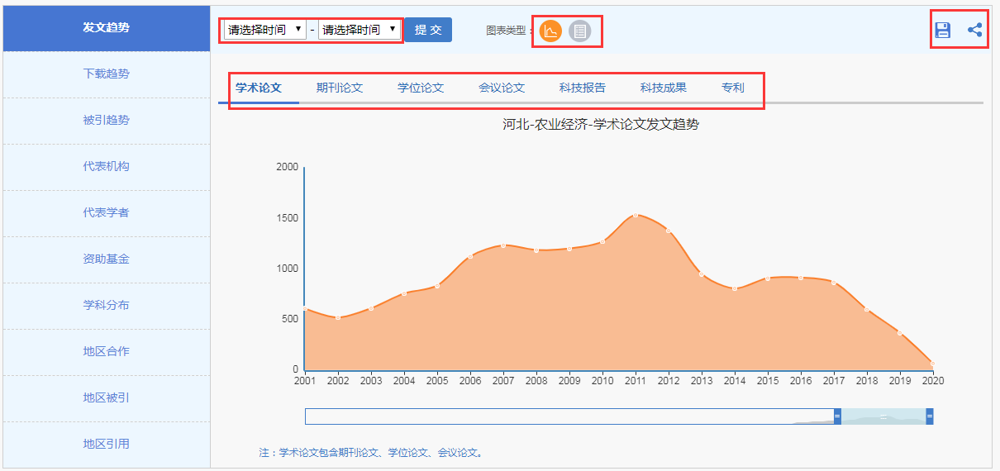 发文趋势
下载趋势
被引趋势
代表机构
代表学者
资助基金
学科分布
地区合作
地区被引
地区引用
请选择时间 - 请选择时间 提 交 图表类型：
学术论文 期刊论文 学位论文 会议论文 科技报告 科技成果 专利
河北-农业经济-学术论文发文趋势
2000
1500
1000
500
0
2001 2002 2003 2004 2005 2006 2007 2008 2009 2010 2011 2012 2013 2014 2015 2016 2017 2018 2019 2020
注：学术论文包含期刊论文、学位论文、会议论文。